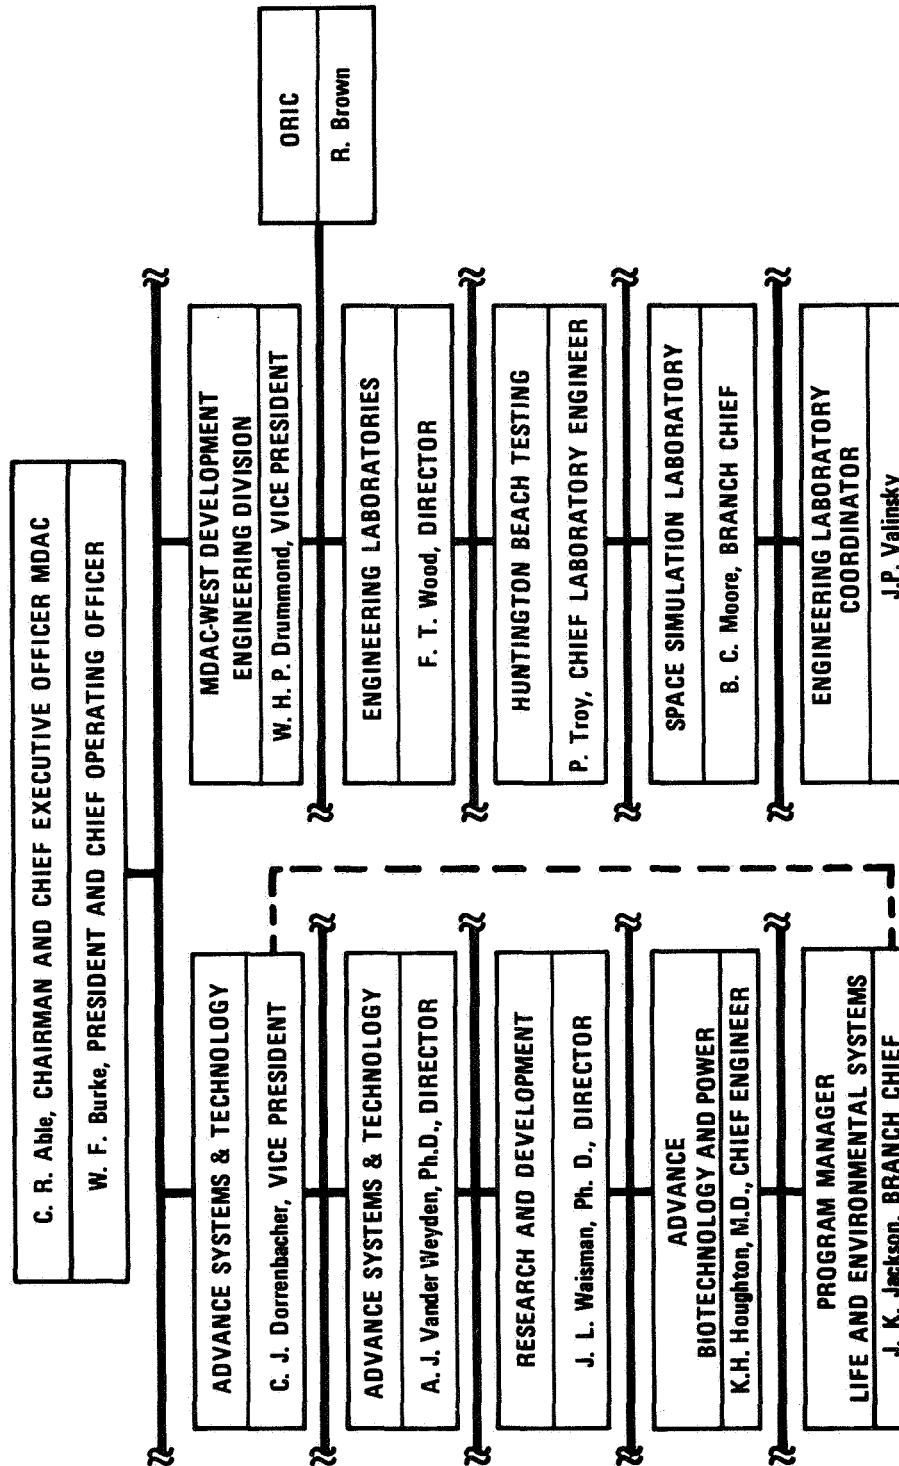 C. R. Able, CHAIRMAN AND CHIEF EXECUTIVE OFFICER MDAC
W. F. Burke, PRESIDENT AND CHIEF OPERATING OFFICER
ADVANCE SYSTEMS & TECHNOLOGY
C. J. Dorrenbacher, VICE PRESIDENT
ADVANCE SYSTEMS & TECHNOLOGY
A. J. Vander Weyden, Ph.D., DIRECTOR
RESEARCH AND DEVELOPMENT
J. L. Waisman, Ph. D., DIRECTOR
ADVANCE
BIOTECHNOLOGY AND POWER
K.H. Houghton, M.D., CHIEF ENGINEER
PROGRAM MANAGER
LIFE AND ENVIRONMENTAL SYSTEMS
J. K. Jackson, BRANCH CHIEF
MDAC-WEST DEVELOPMENT
ENGINEERING DIVISION
W. H. P. Drummond, VICE PRESIDENT
ORIC
R. Brown
ENGINEERING LABORATORIES
F. T. Wood, DIRECTOR
HUNTINGTON BEACH TESTING
P. Troy, CHIEF LABORATORY ENGINEER
SPACE SIMULATION LABORATORY
B. C. Moore, BRANCH CHIEF
ENGINEERING LABORATORY
COORDINATOR
J.P. Valinsky